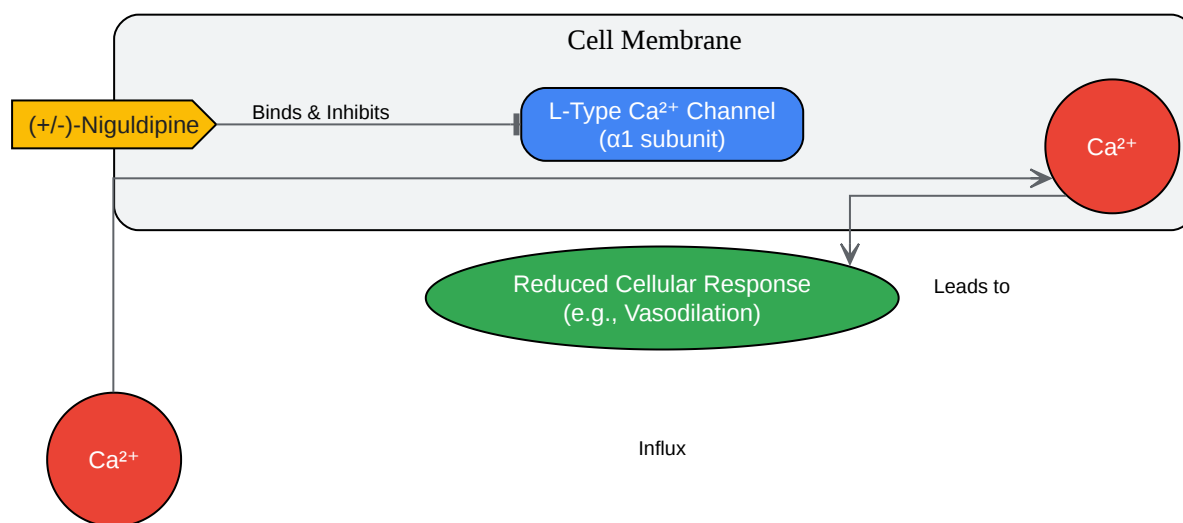 Cell Membrane
(+/-)-Niguldipine
Binds & Inhibits
L-Type Ca²⁺ Channel
(α1 subunit)
Ca²⁺
Reduced Cellular Response
(e.g., Vasodilation)
Leads to
Ca²⁺
Influx